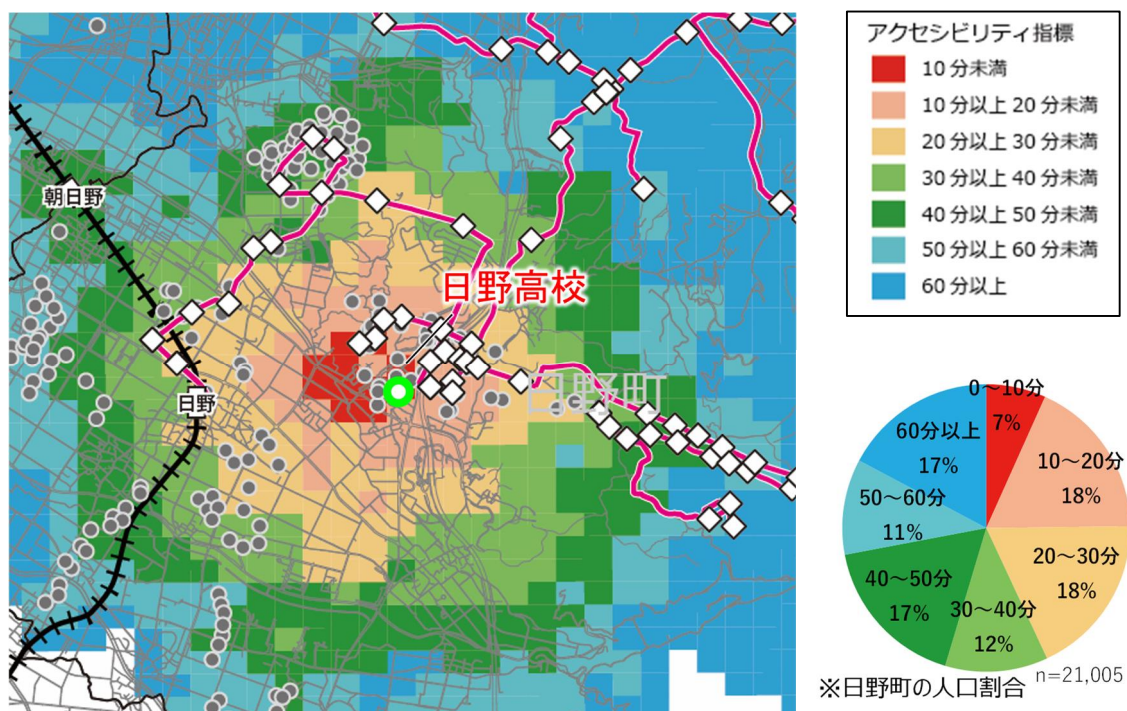 朝日野
日野高校
日野
日野町
アクセシビリティ指標
10分未満
10分以上20分未満
20分以上30分未満
30分以上40分未満
40分以上50分未満
50分以上60分未満
60分以上
0～10分
7%
10～20分
18%
20～30分
18%
30～40分
12%
40～50分
17%
50～60分
11%
60分以上
17%
※日野町の人口割合
n=21,005